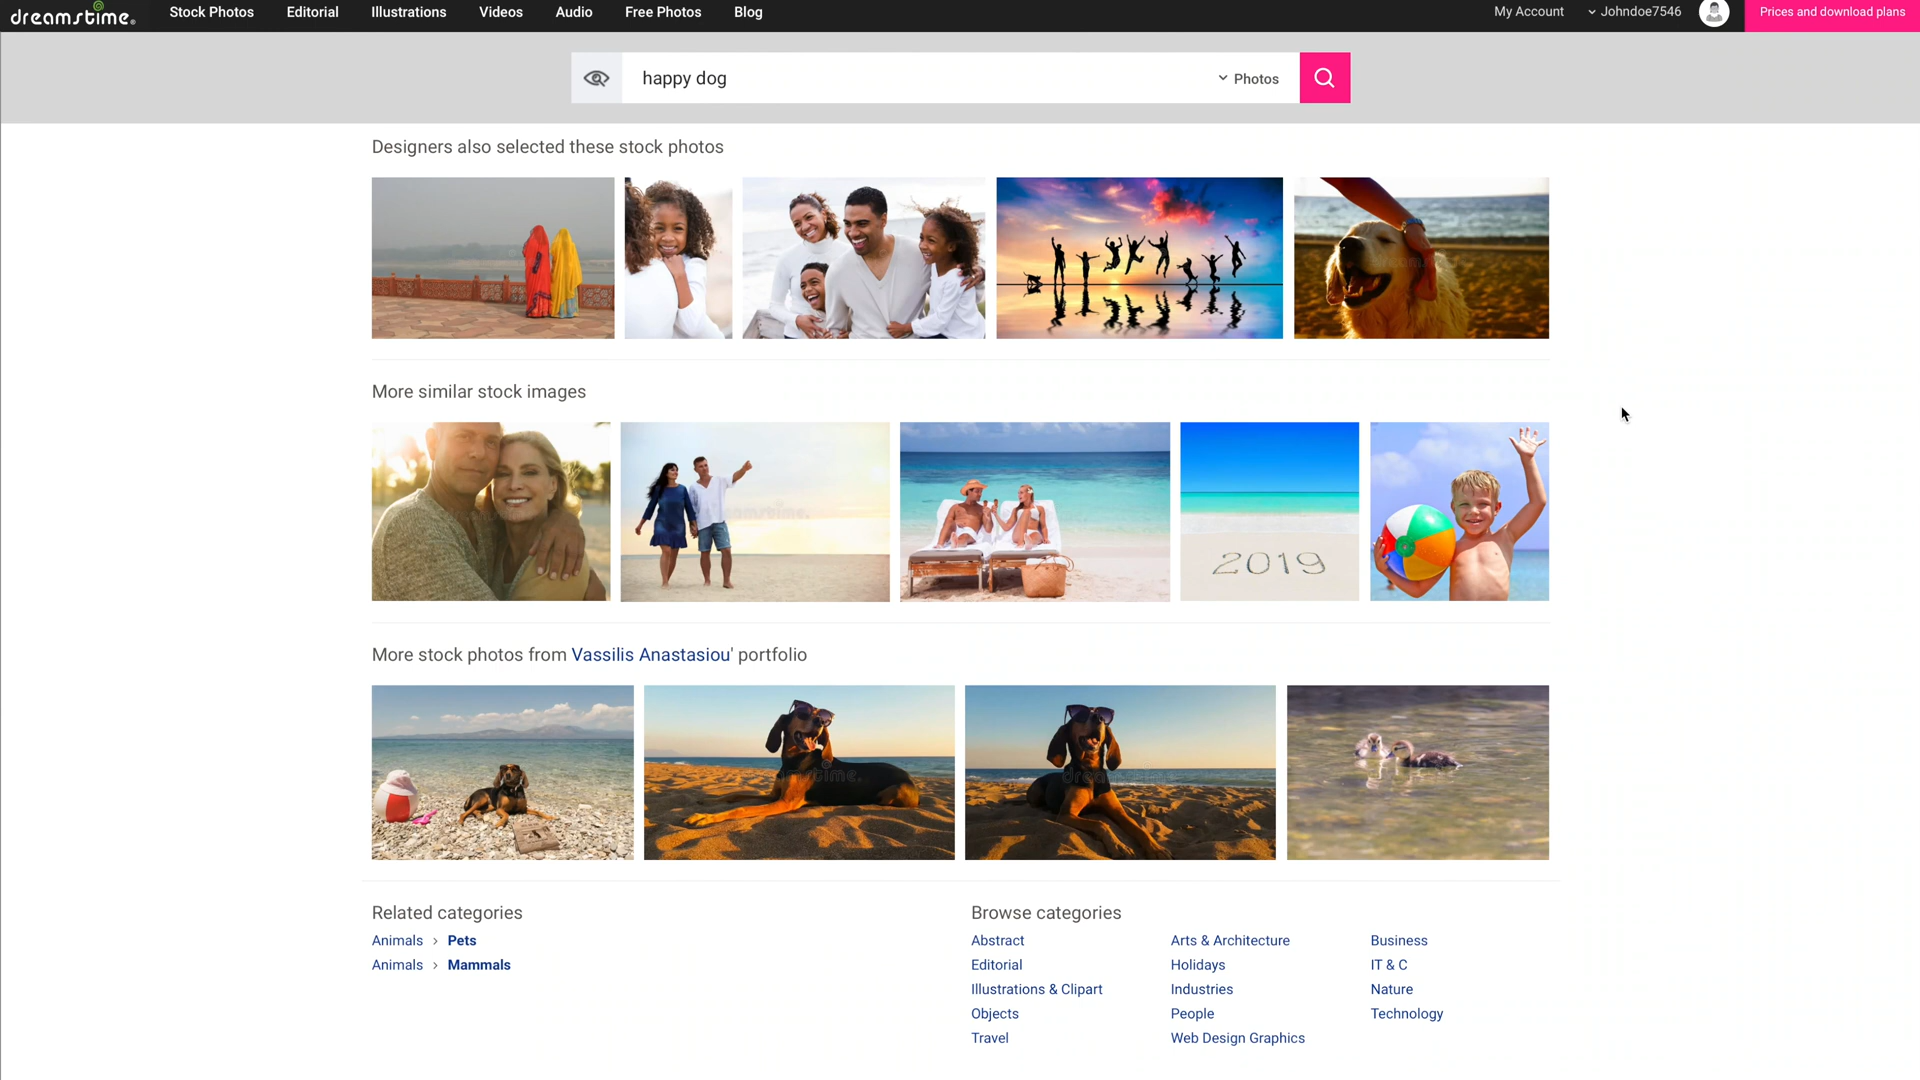 dreamstime.
Stock Photos Editorial Illustrations Videos Audio Free Photos Blog My Account Johndoe7546 Prices and download plans
happy dog Photos
Designers also selected these stock photos
More similar stock images
dreamstime.
2019
More stock photos from Vassilis Anastasiou' portfolio
dreamstime.
dreamstime.
Related categories
Animals > Pets
Animals > Mammals
Browse categories
Abstract Arts & Architecture Business
Editorial Holidays IT & C
Illustrations & Clipart Industries Nature
Objects People Technology
Travel Web Design Graphics